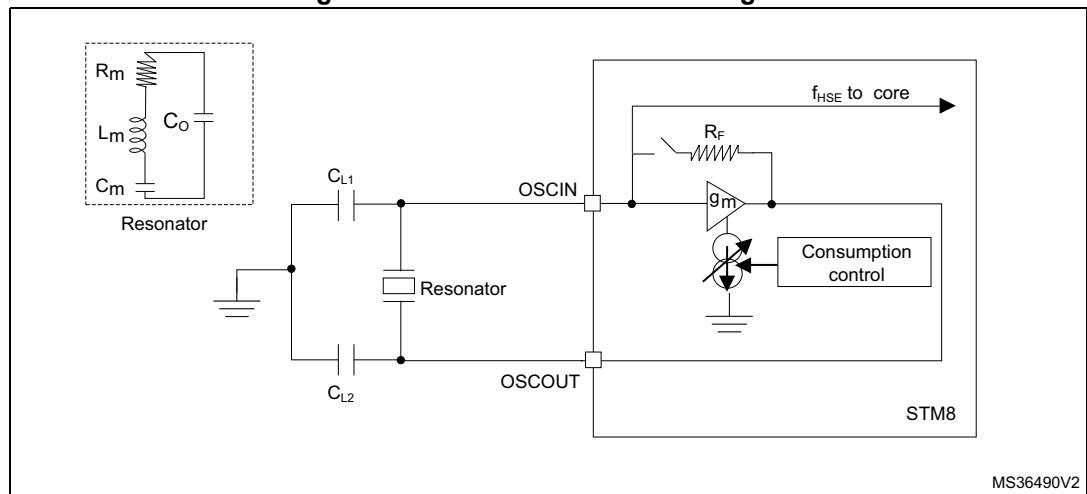 Rm
Lm
Cm
CO
Resonator
CL1
CL2
Resonator
OSCIN
OSCOUT
fHSE to core
RF
gm
Consumption
control
STM8
MS36490V2